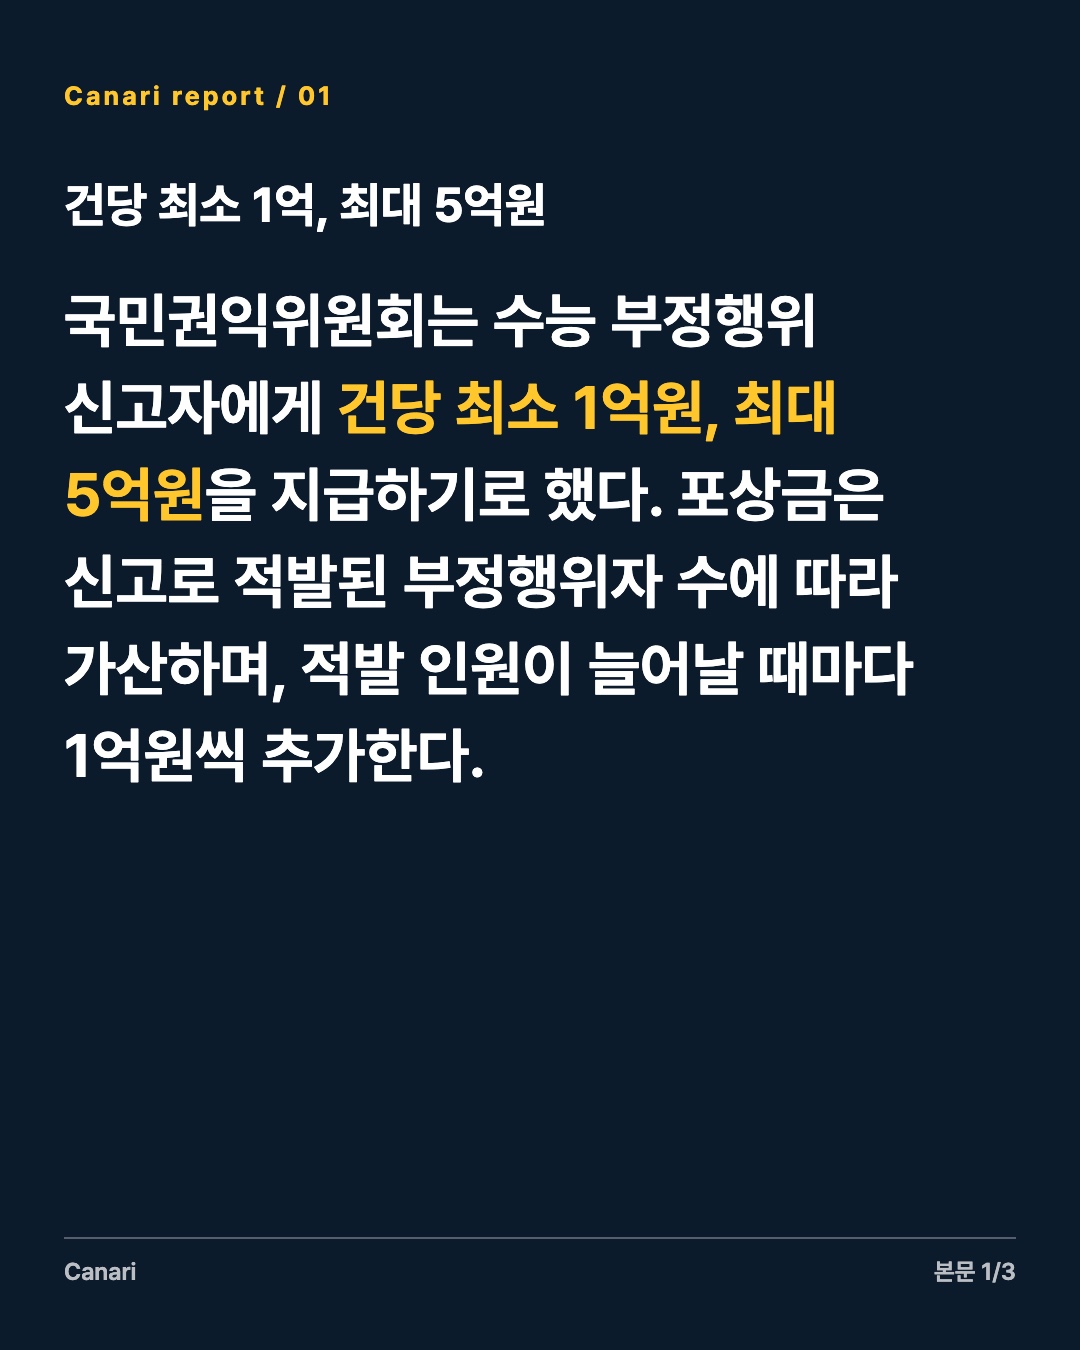 Canari report / 01
건당 최소 1억, 최대 5억원
국민권익위원회는 수능 부정행위
신고자에게 건당 최소 1억원, 최대
5억원을 지급하기로 했다. 포상금은
신고로 적발된 부정행위자 수에 따라
가산하며, 적발 인원이 늘어날 때마다
1억원씩 추가한다.
Canari
본문 1/3